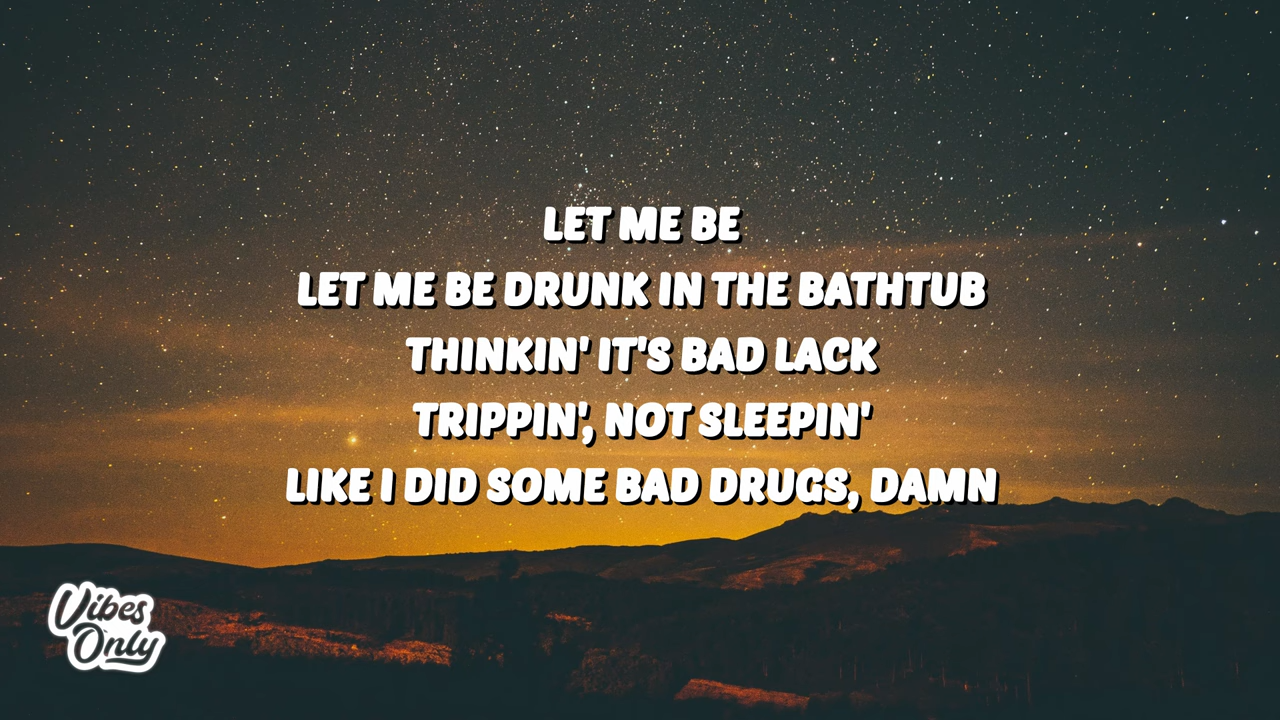 LET ME BE
LET ME BE DRUNK IN THE BATHTUB
THINKIN' IT'S BAD LACK
TRIPPIN', NOT SLEEPIN'
LIKE I DID SOME BAD DRUGS, DAMN
Vibes
Only